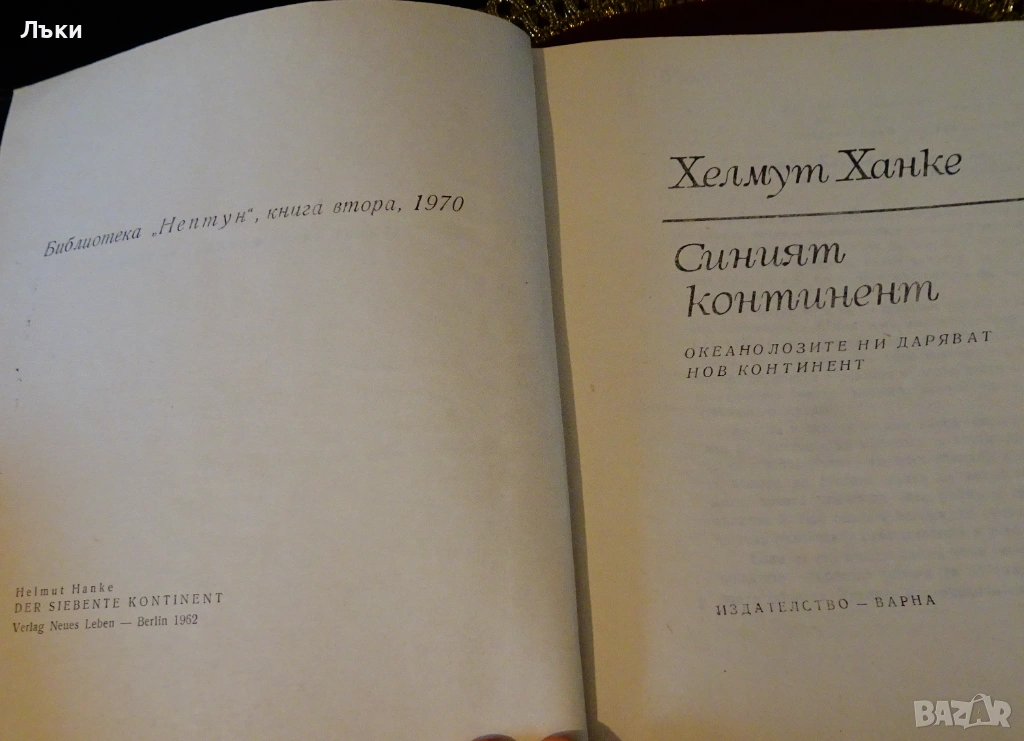 Лъки
Библиотека „Нептун“, книга втора, 1970
Helmut Hanke
DER SIEBENTE KONTINENT
Verlag Neues Leben — Berlin 1962
Хелмут Ханке
Синият
континент
ОКЕАНОЛОЗИТЕ НИ ДАРЯВАТ
НОВ КОНТИНЕНТ
ИЗДАТЕЛСТВО — ВАРНА
BAZAR